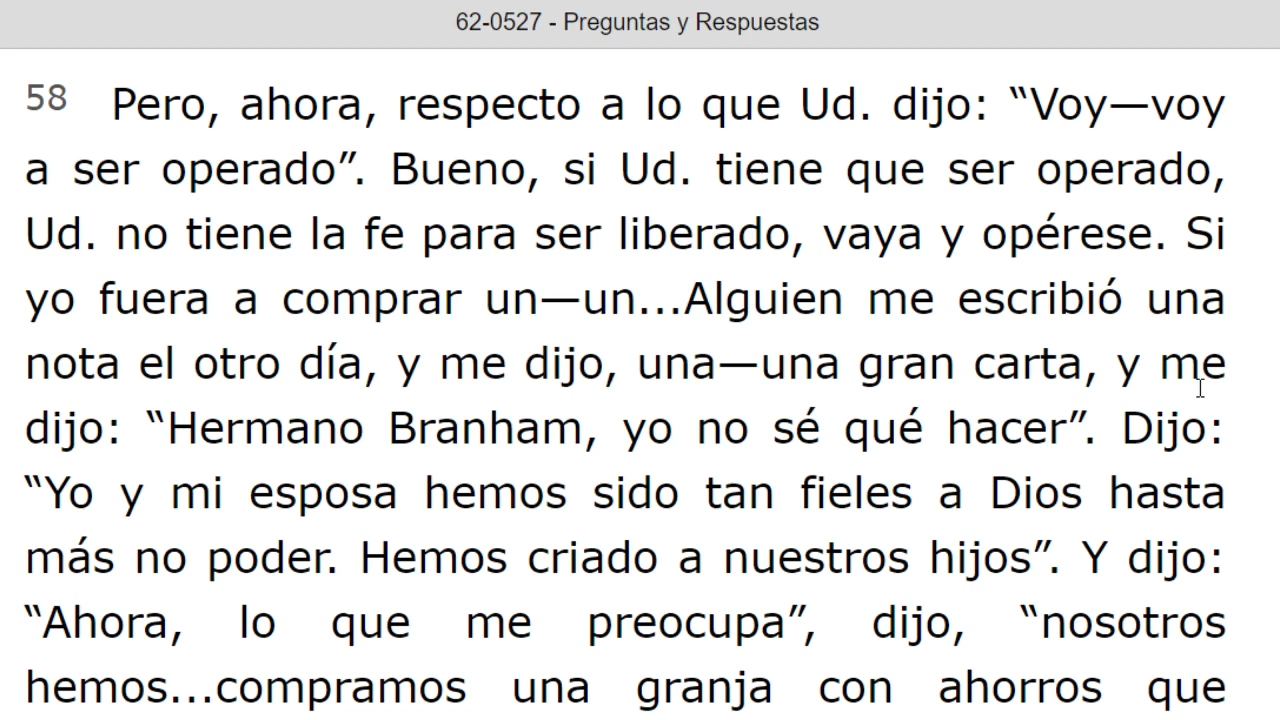 62-0527 - Preguntas y Respuestas
58 Pero, ahora, respecto a lo que Ud. dijo: “Voy—voy
a ser operado”. Bueno, si Ud. tiene que ser operado,
Ud. no tiene la fe para ser liberado, vaya y opérese. Si
yo fuera a comprar un—un...Alguien me escribió una
nota el otro día, y me dijo, una—una gran carta, y me
dijo: “Hermano Branham, yo no sé qué hacer”. Dijo:
“Yo y mi esposa hemos sido tan fieles a Dios hasta
más no poder. Hemos criado a nuestros hijos”. Y dijo:
“Ahora, lo que me preocupa”, dijo, “nosotros
hemos...compramos una granja con ahorros que